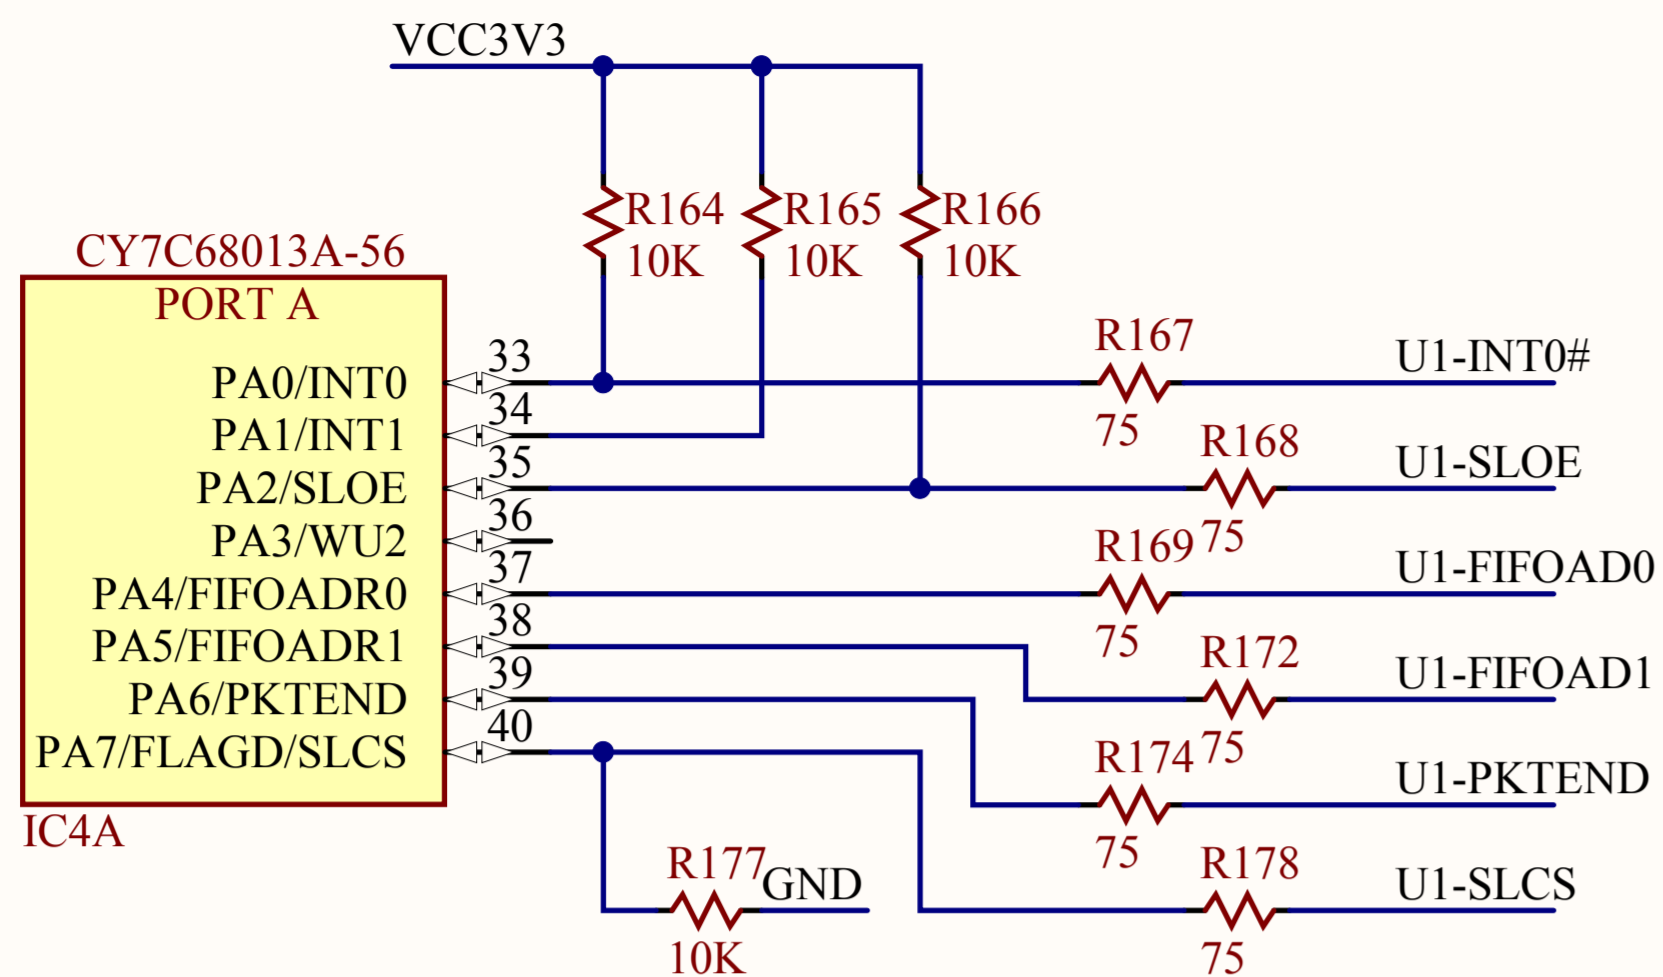 VCC3V3
R164
10K
R165
10K
R166
10K
CY7C68013A-56
PORT A
PA0/INT0
33
PA1/INT1
34
PA2/SLOE
35
PA3/WU2
36
PA4/FIFOADR0
37
PA5/FIFOADR1
38
PA6/PKTEND
39
PA7/FLAGD/SLCS
40
IC4A
R167
75
U1-INT0#
R168
75
U1-SLOE
R169
75
U1-FIFOAD0
R172
75
U1-FIFOAD1
R174
75
U1-PKTEND
R177
10K
GND
R178
75
U1-SLCS